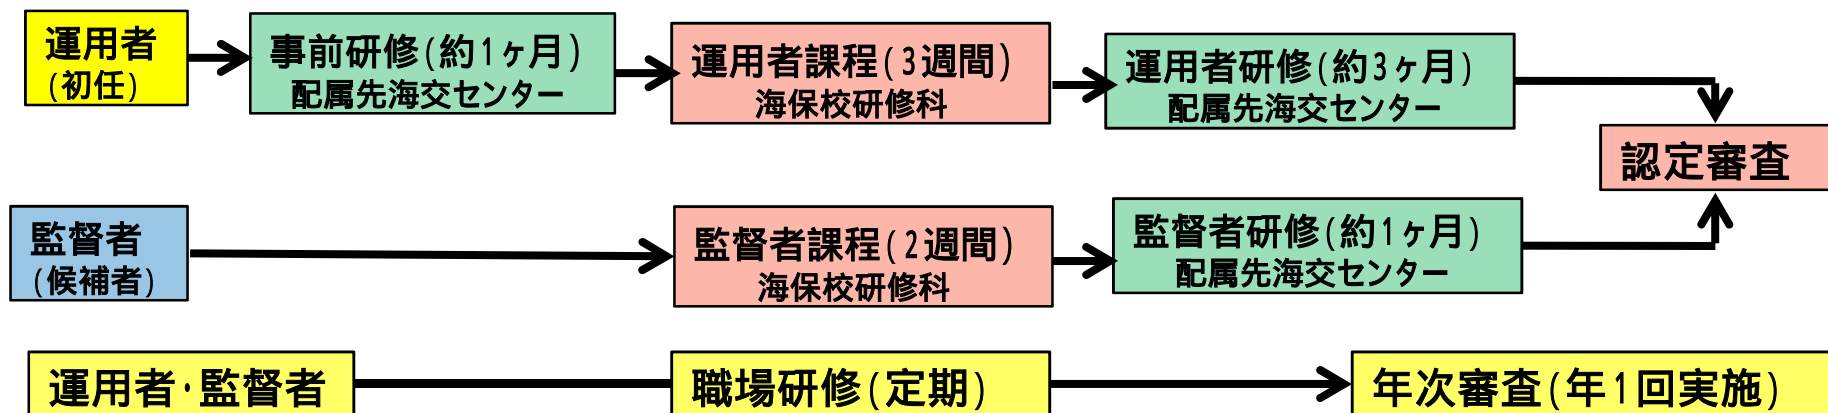 運用者
(初任)
事前研修(約1ヶ月)
配属先海交センター
運用者課程(3週間)
海保校研修科
運用者研修(約3ヶ月)
配属先海交センター
認定審査
監督者
(候補者)
監督者課程(2週間)
海保校研修科
監督者研修(約1ヶ月)
配属先海交センター
運用者・監督者
職場研修(定期)
年次審査(年1回実施)